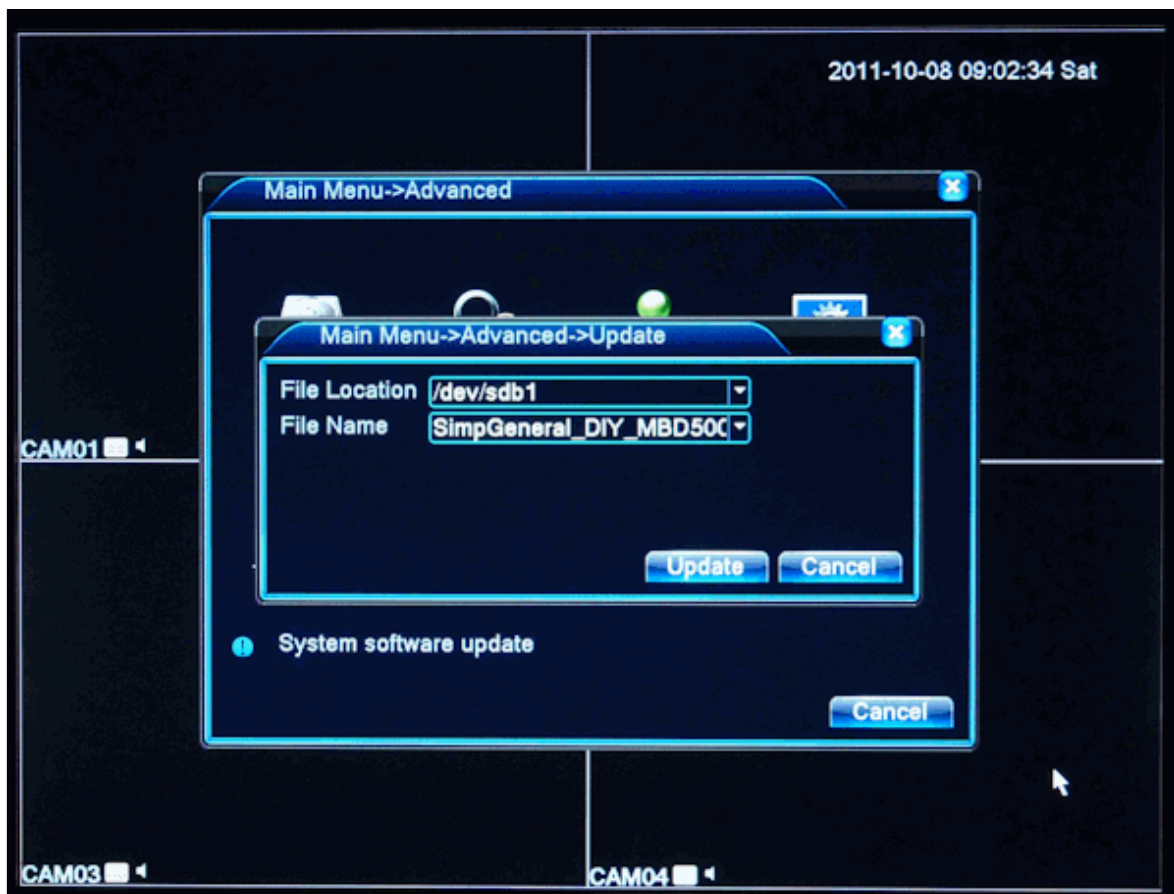 2011-10-08 09:02:34 Sat
Main Menu->Advanced
Main Menu->Advanced->Update
File Location /dev/sdb1
File Name SimpGeneral_DIY_MBD500
CAM01
Update Cancel
System software update
Cancel
CAM03
CAM04